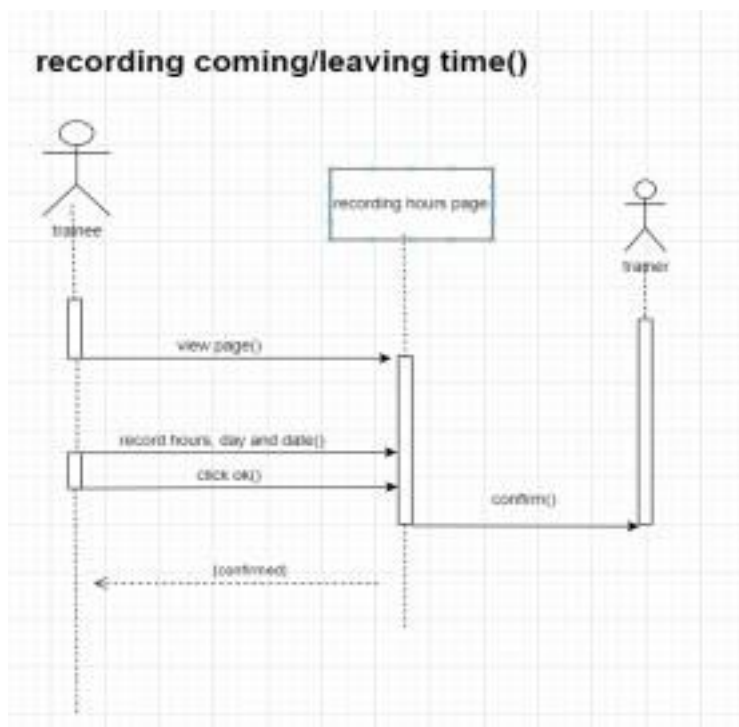 recording coming/leaving time()
trainee
recording hours page
trainer
view page()
record hours, day and date()
click ok()
confirm()
[confirmed]